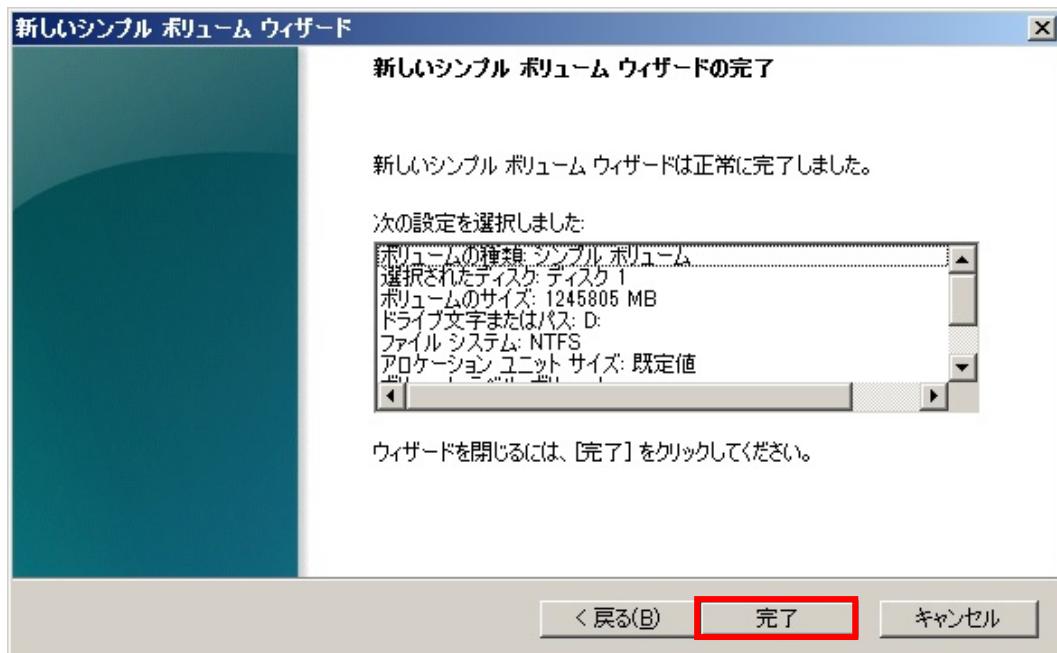 新しいシンプル ボリューム ウィザード
新しいシンプル ボリューム ウィザードの完了
新しいシンプル ボリューム ウィザードは正常に完了しました。
次の設定を選択しました:
ボリュームの種類: シンプル ボリューム
選択されたディスク: ディスク 1
ボリュームのサイズ: 1245805 MB
ドライブ文字またはパス: D:
ファイル システム: NTFS
アロケーション ユニット サイズ: 既定値
ウィザードを閉じるには、[完了] をクリックしてください。
< 戻る(B)
完了
キャンセル